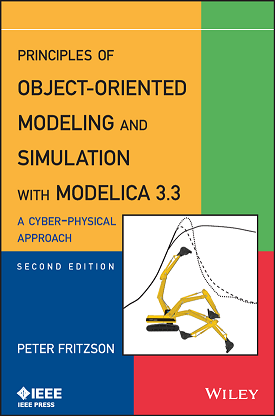 PRINCIPLES OF
OBJECT-ORIENTED
MODELING AND
SIMULATION
WITH MODELICA 3.3
A CYBER-PHYSICAL
APPROACH
SECOND EDITION
PETER FRITZSON
IEEE
IEEE PRESS
WILEY